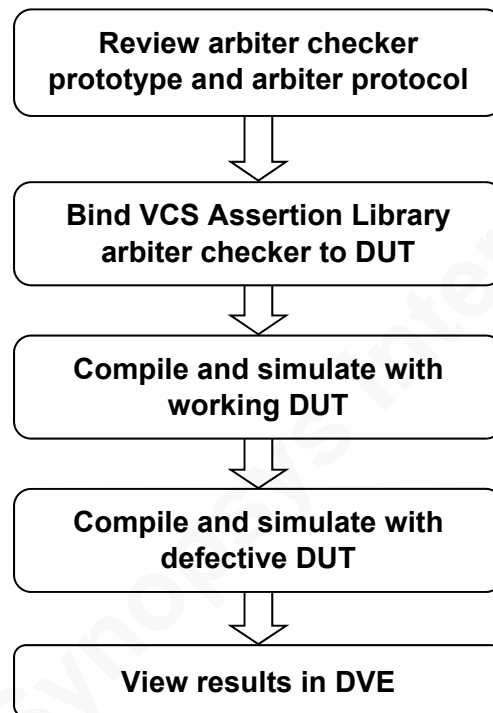 Review arbiter checker
prototype and arbiter protocol
Bind VCS Assertion Library
arbiter checker to DUT
Compile and simulate with
working DUT
Compile and simulate with
defective DUT
View results in DVE